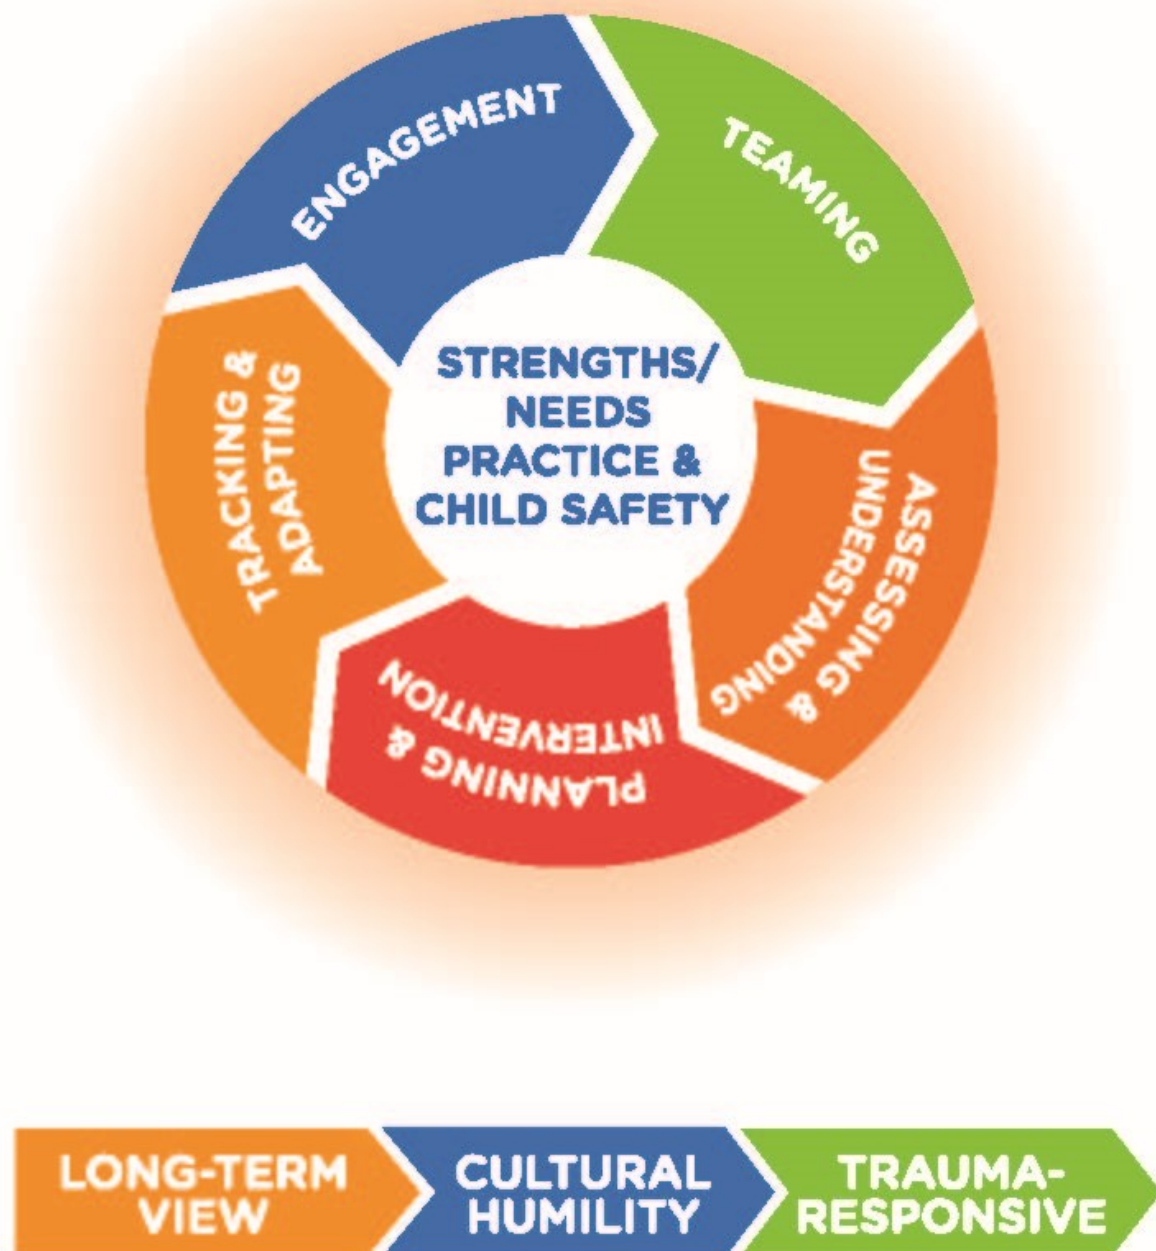 ENGAGEMENT
TEAMING
ASSESSING &
UNDERSTANDING
PLANNING &
INTERVENTION
TRACKING &
ADAPTING
STRENGTHS/
NEEDS
PRACTICE &
CHILD SAFETY
LONG-TERM
VIEW
CULTURAL
HUMILITY
TRAUMA-
RESPONSIVE